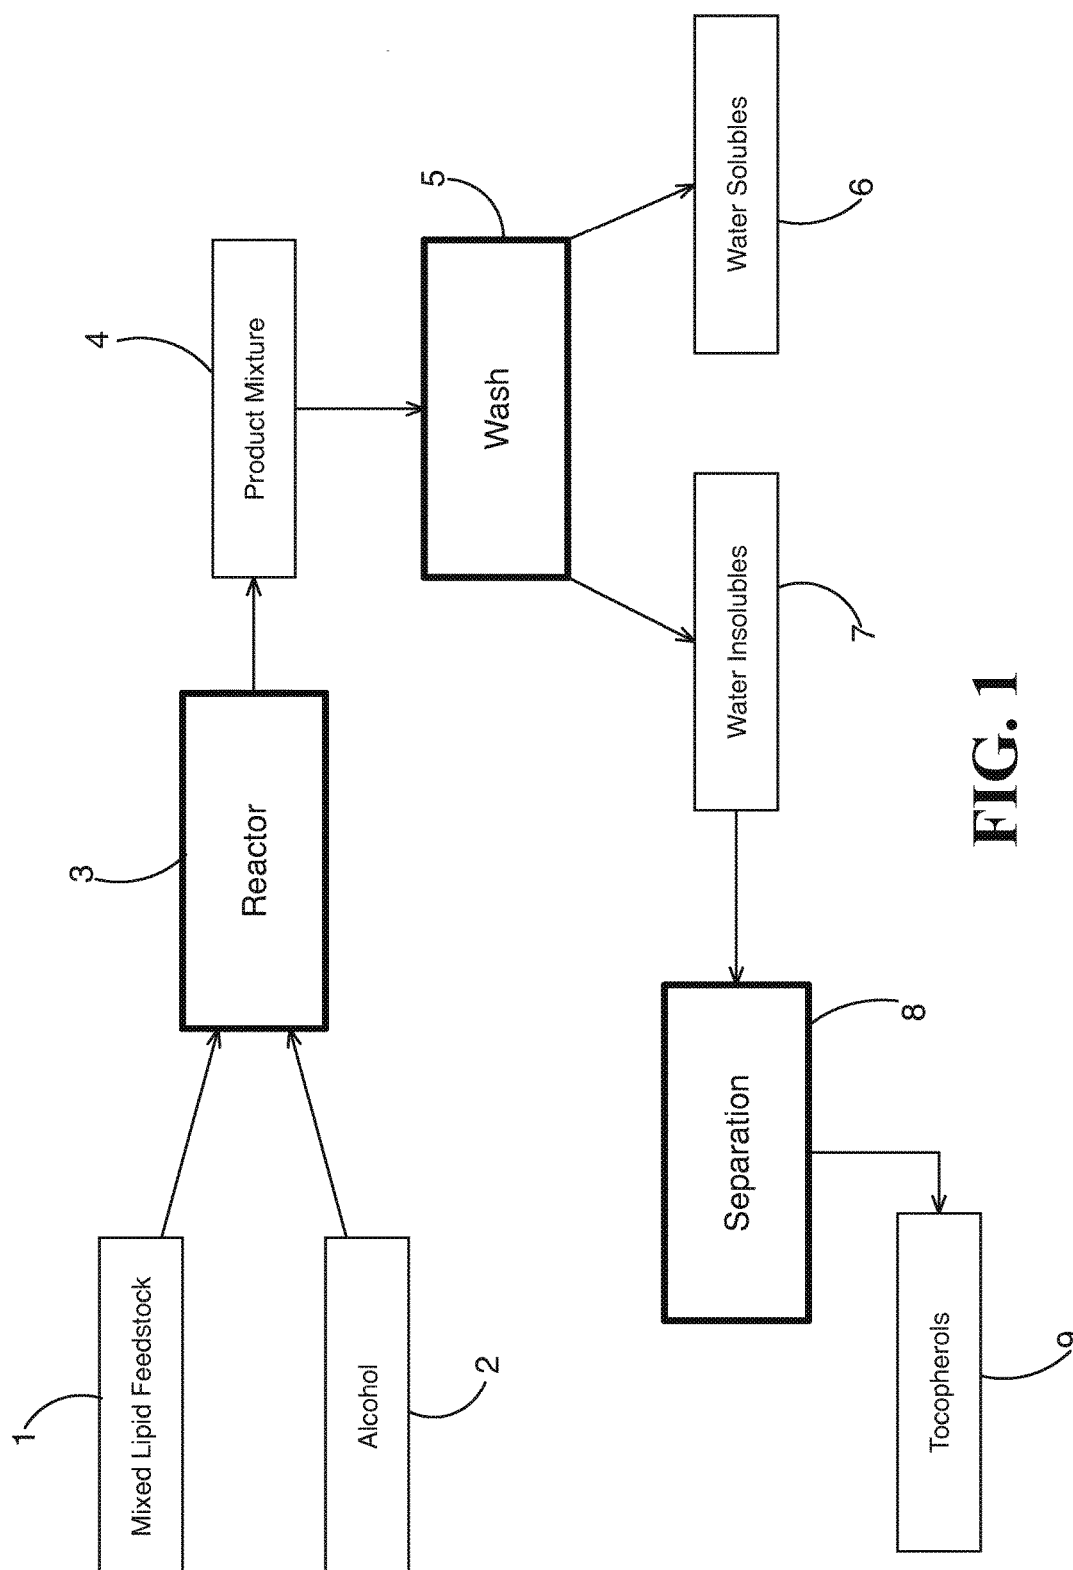 1
Mixed Lipid Feedstock
2
Alcohol
3
Reactor
4
Product Mixture
5
Wash
6
Water Solubles
7
Water Insolubles
8
Separation
9
Tocopherols
FIG. 1